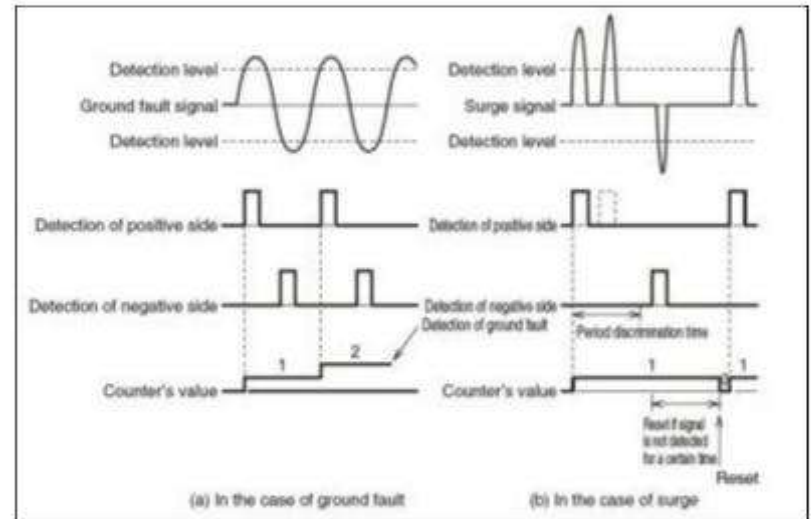 Detection level
Ground fault signal
Detection level
Detection of positive side
Detection of negative side
Detection of ground fault
1
2
Counter's value
(a) In the case of ground fault
Detection level
Surge signal
Detection level
Detection of positive side
Detection of negative side
Period discrimination time
1
1
Counter's value
Reset if signal
is not detected
for a certain time
Reset
(b) In the case of surge